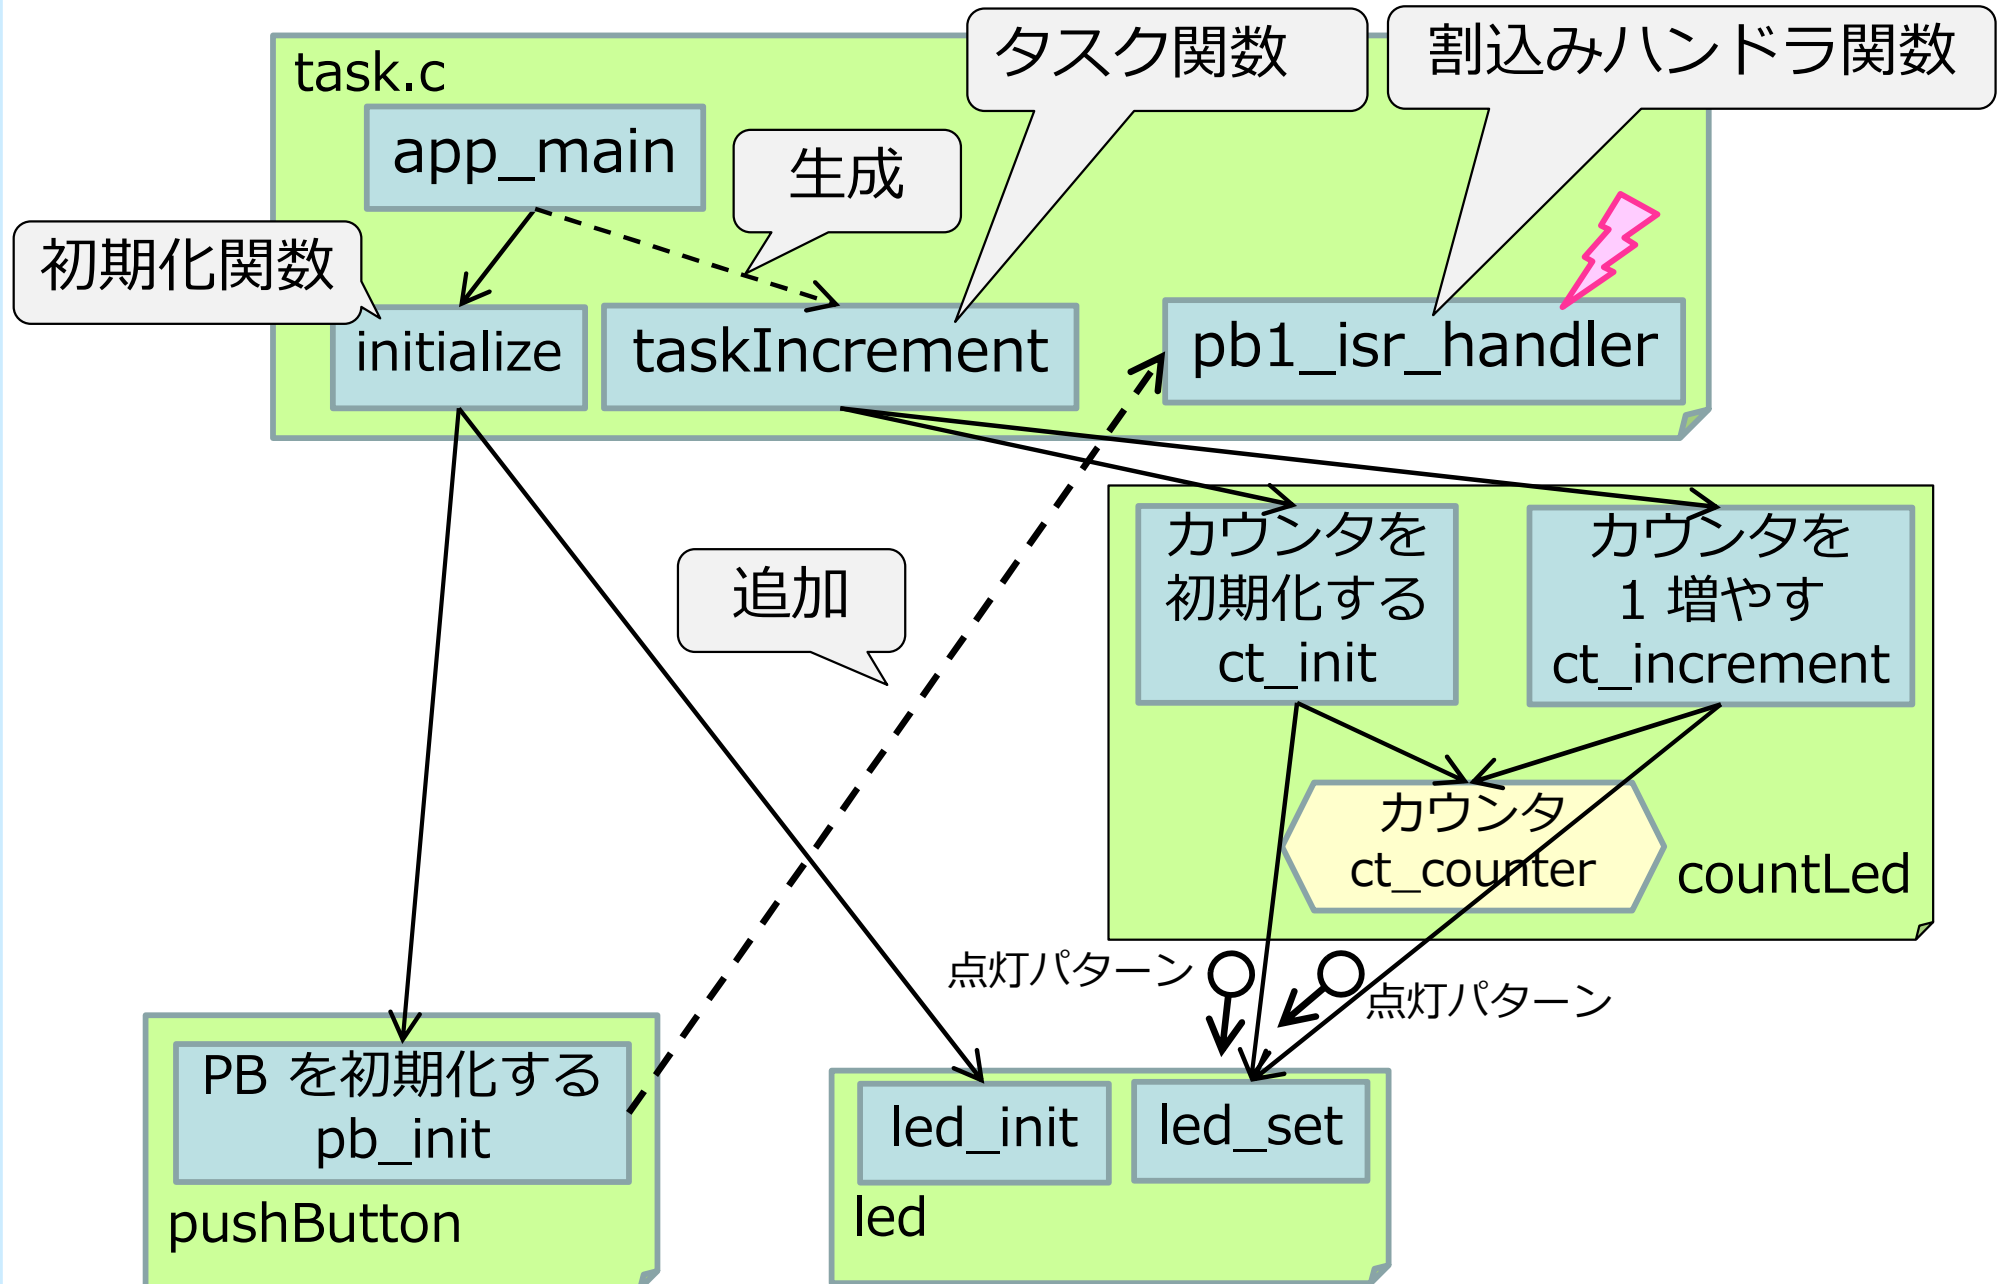 タスク関数
割込みハンドラ関数
task.c
app_main
生成
初期化関数
initialize
taskIncrement
pb1_isr_handler
追加
カウンタを
初期化する
ct_init
カウンタを
1 増やす
ct_increment
カウンタ
ct_counter
countLed
点灯パターン
点灯パターン
PB を初期化する
pb_init
pushButton
led_init
led_set
led